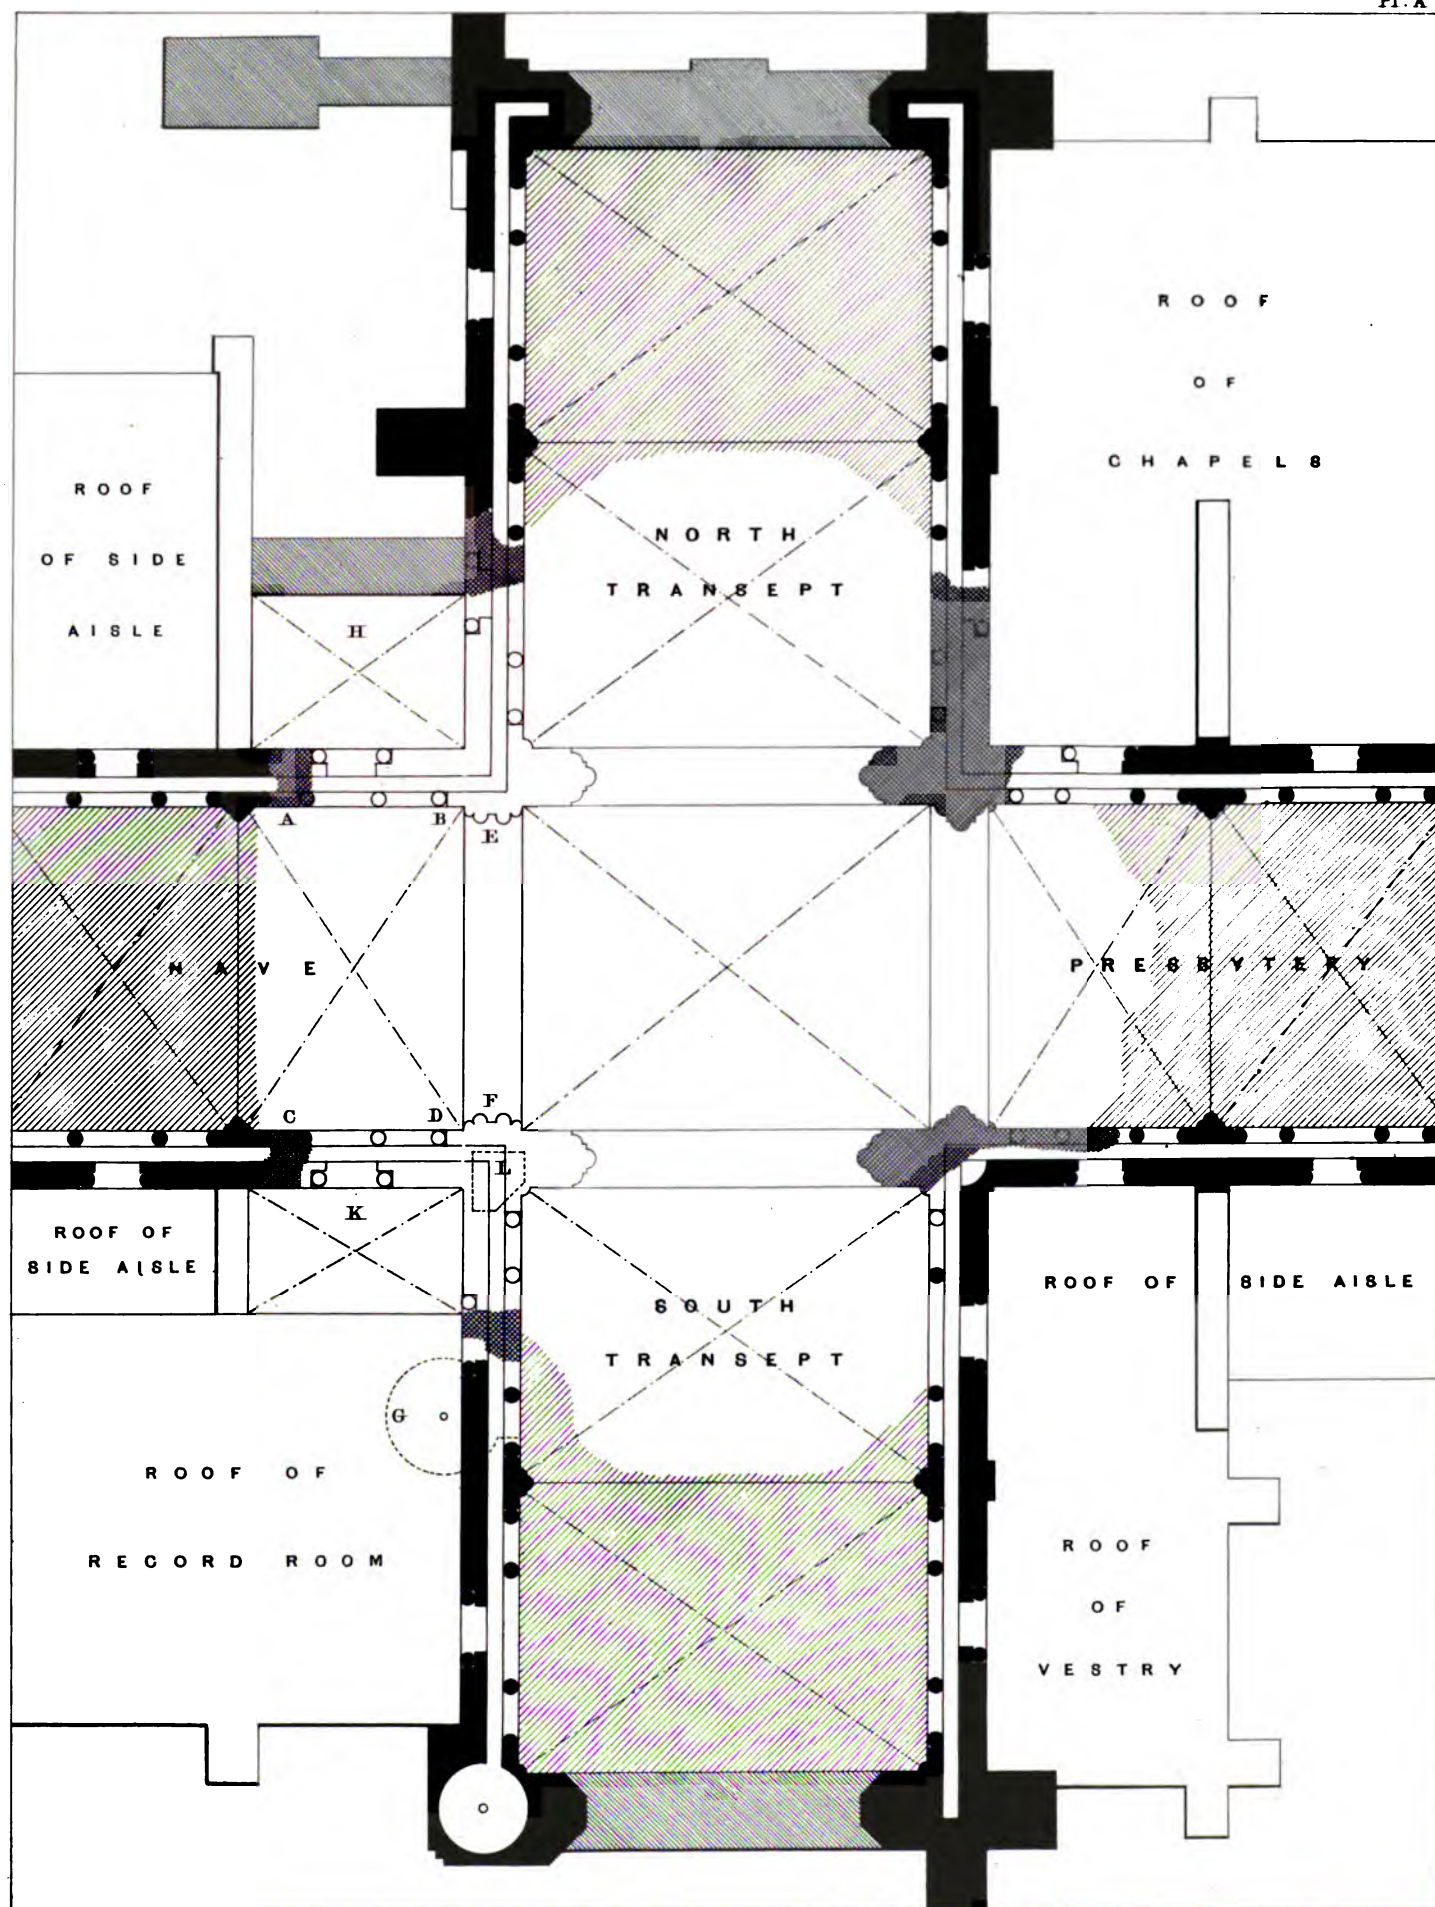 Pl. A
ROOF
OF
CHAPELS
ROOF
OF SIDE
AISLE
NORTH
TRANSEPT
H
A
B
E
NAVE
PRESBYTERY
C
D
F
L
K
ROOF OF
SIDE AISLE
SOUTH
TRANSEPT
ROOF OF SIDE AISLE
G
ROOF OF
RECORD ROOM
ROOF
OF
VESTRY